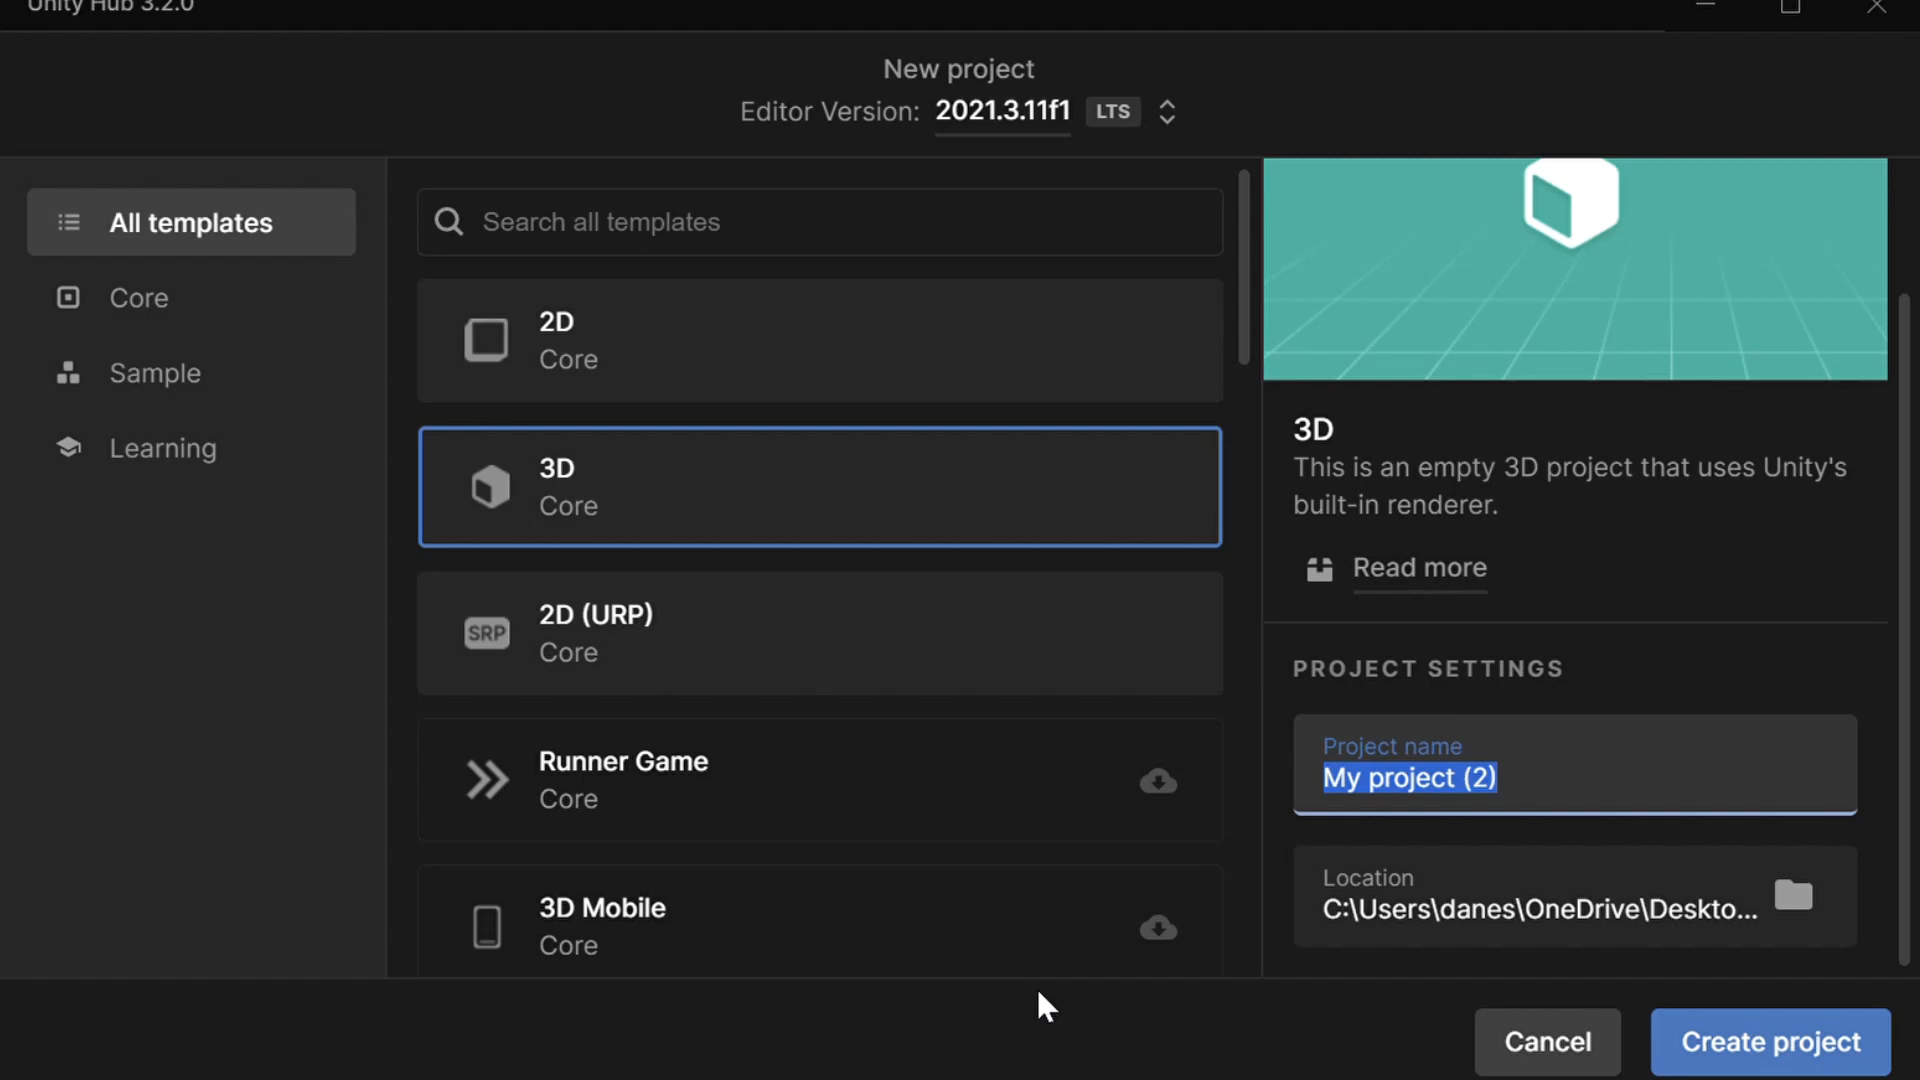 Unity Hub 3.2.0
New project
Editor Version: 2021.3.11f1 LTS
All templates
Core
Sample
Learning
Search all templates
2D
Core
3D
Core
SRP
2D (URP)
Core
Runner Game
Core
3D Mobile
Core
3D
This is an empty 3D project that uses Unity's
built-in renderer.
Read more
PROJECT SETTINGS
Project name
My project (2)
Location
C:\Users\danes\OneDrive\Deskto...
Cancel
Create project